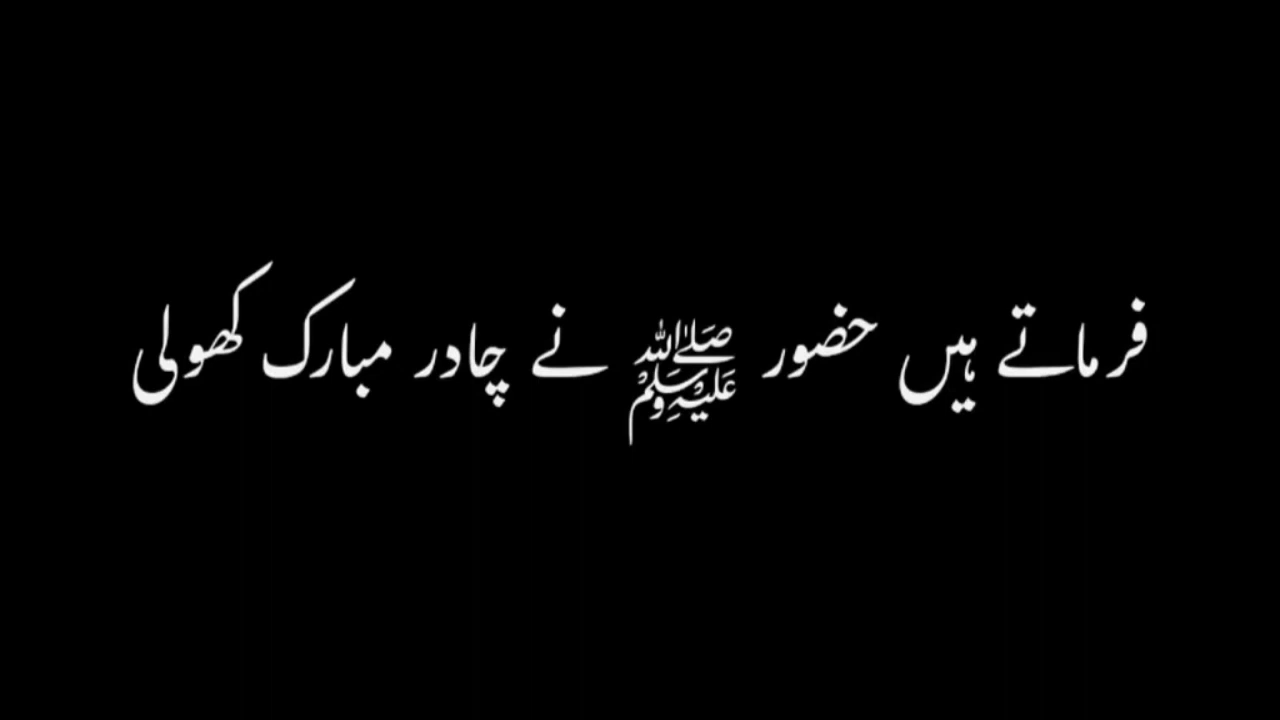 فرماتے ہیں حضور ﷺ نے چادر مبارک کھولی